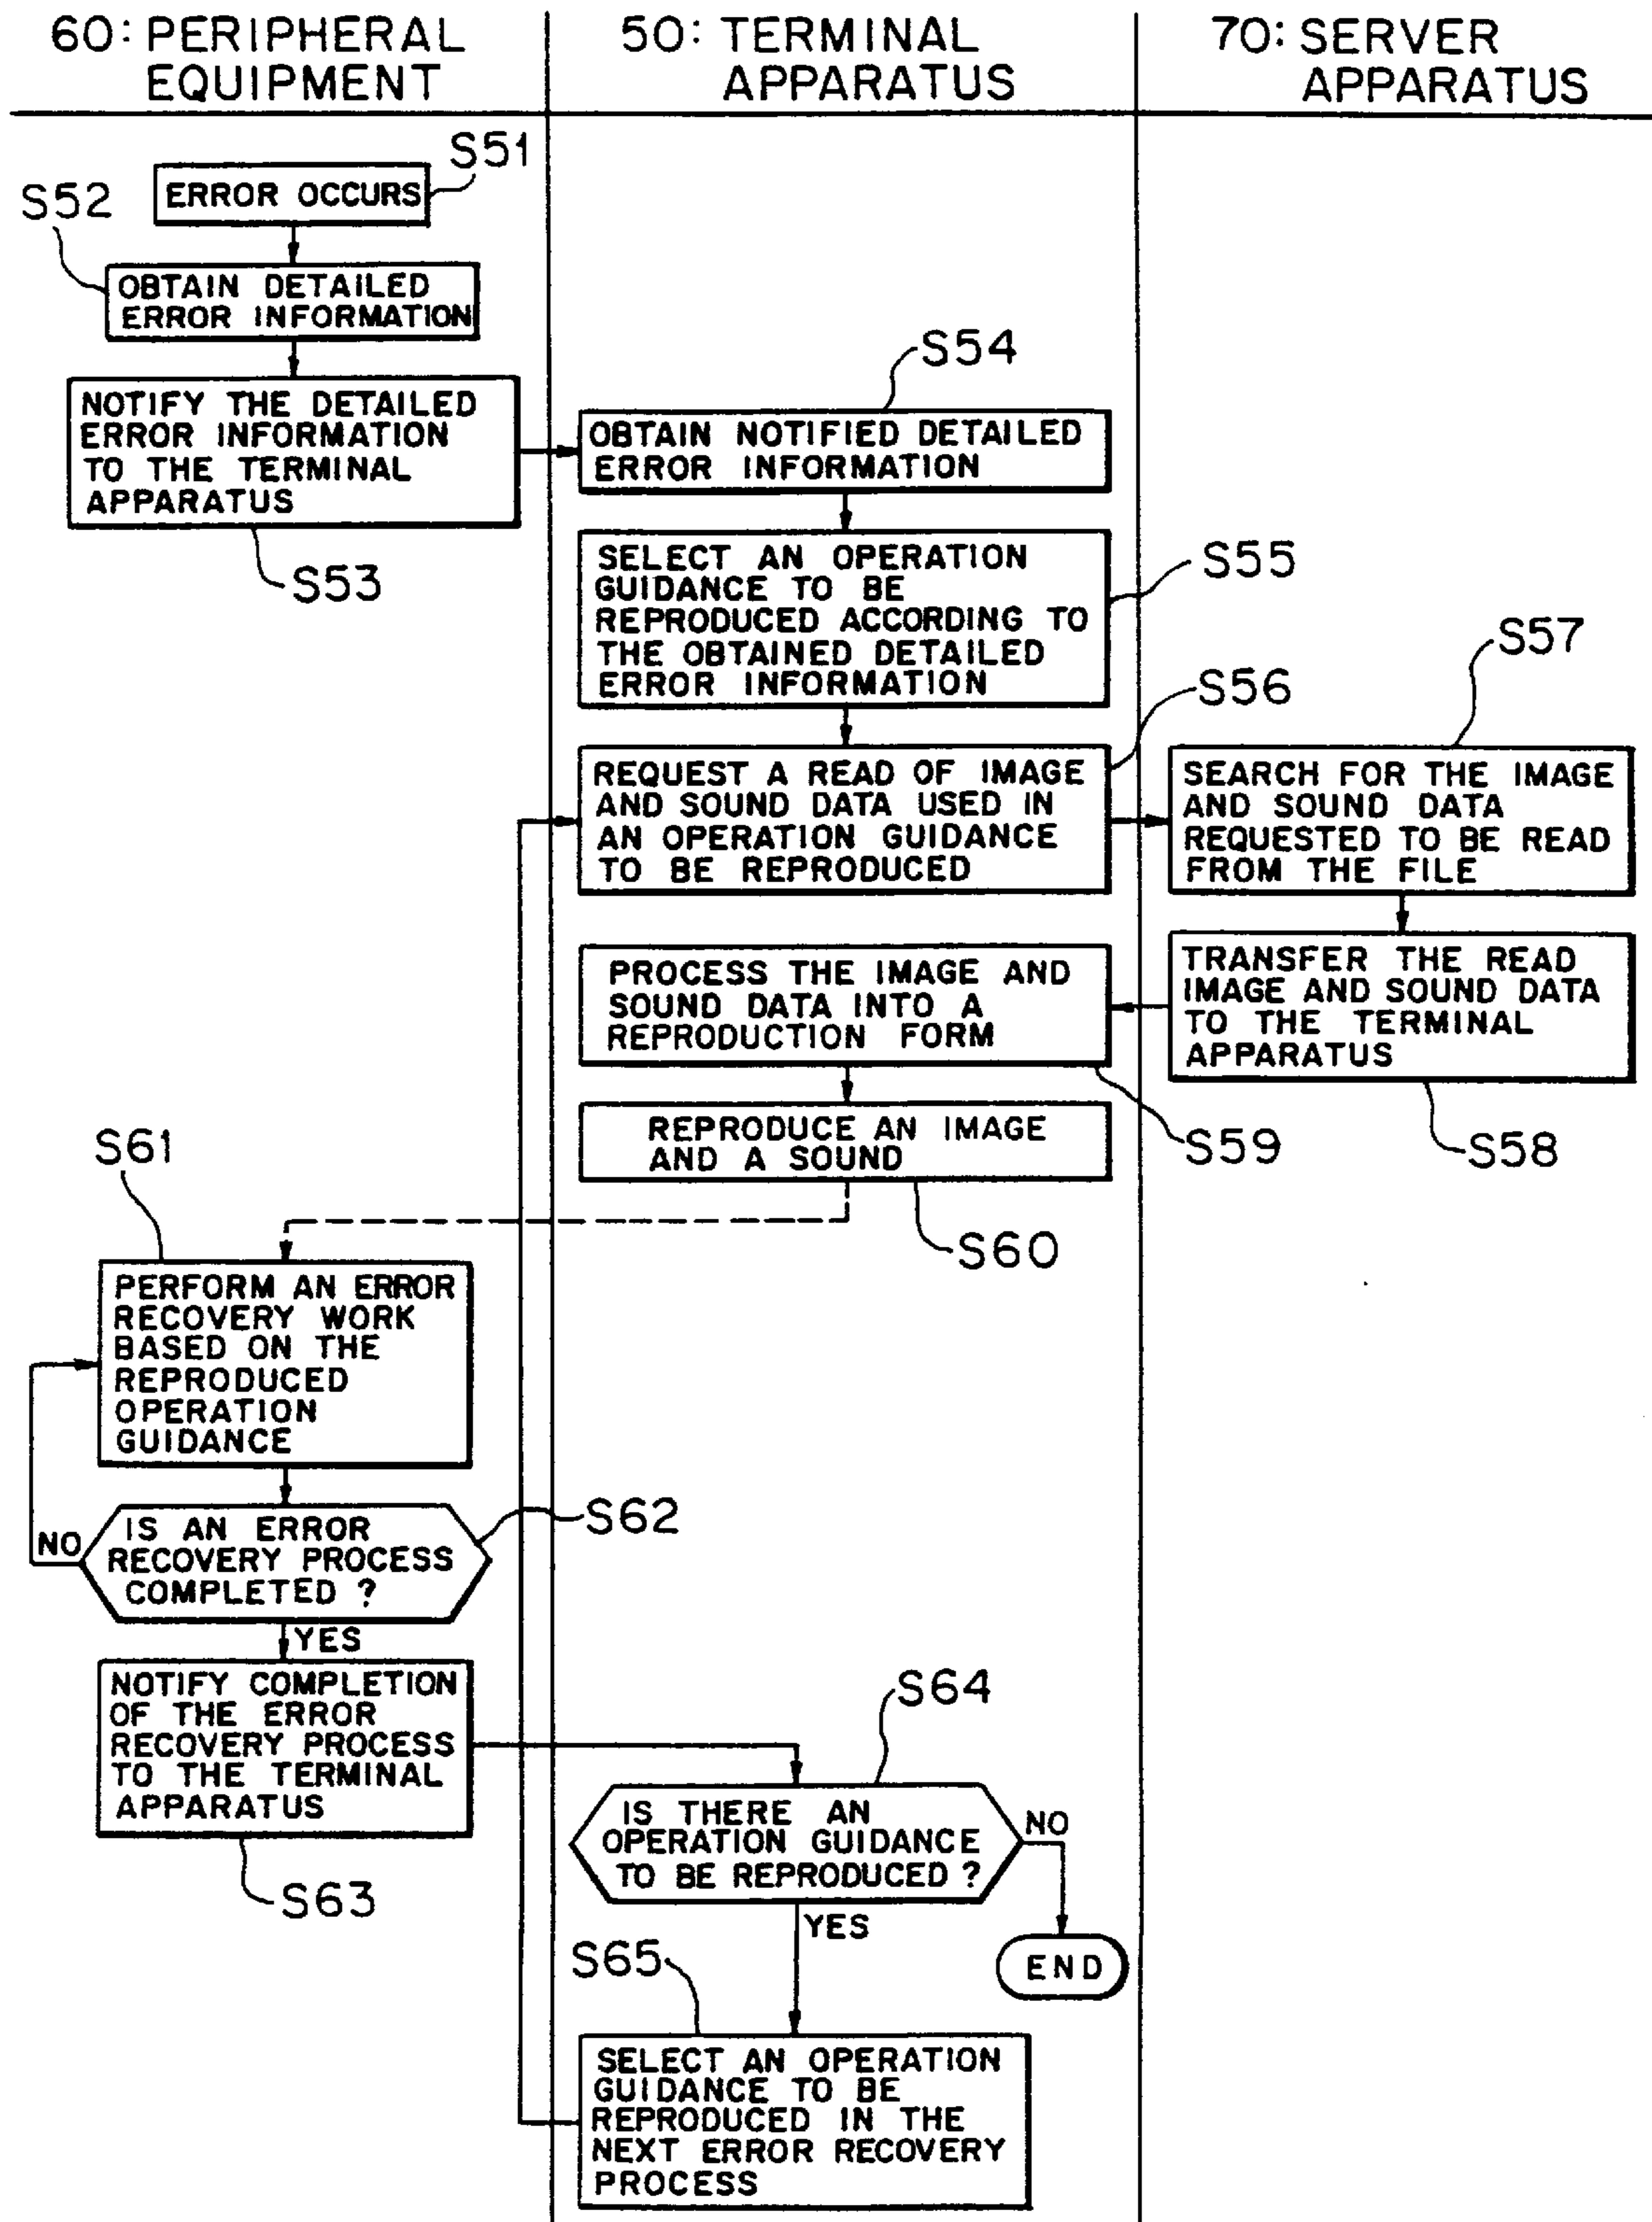 60: PERIPHERAL
EQUIPMENT
50: TERMINAL
APPARATUS
70: SERVER
APPARATUS
S51
ERROR OCCURS
S52
OBTAIN DETAILED
ERROR INFORMATION
NOTIFY THE DETAILED
ERROR INFORMATION
TO THE TERMINAL
APPARATUS
S53
S54
OBTAIN NOTIFIED DETAILED
ERROR INFORMATION
SELECT AN OPERATION
GUIDANCE TO BE
REPRODUCED ACCORDING TO
THE OBTAINED DETAILED
ERROR INFORMATION
S55
S56
REQUEST A READ OF IMAGE
AND SOUND DATA USED IN
AN OPERATION GUIDANCE
TO BE REPRODUCED
S57
SEARCH FOR THE IMAGE
AND SOUND DATA
REQUESTED TO BE READ
FROM THE FILE
TRANSFER THE READ
IMAGE AND SOUND DATA
TO THE TERMINAL
APPARATUS
S58
PROCESS THE IMAGE AND
SOUND DATA INTO A
REPRODUCTION FORM
S59
REPRODUCE AN IMAGE
AND A SOUND
S60
S61
PERFORM AN ERROR
RECOVERY WORK
BASED ON THE
REPRODUCED
OPERATION
GUIDANCE
S62
IS AN ERROR
RECOVERY PROCESS
COMPLETED ?
NO
YES
NOTIFY COMPLETION
OF THE ERROR
RECOVERY PROCESS
TO THE TERMINAL
APPARATUS
S63
S64
IS THERE AN
OPERATION GUIDANCE
TO BE REPRODUCED ?
NO
YES
END
S65
SELECT AN OPERATION
GUIDANCE TO BE
REPRODUCED IN THE
NEXT ERROR RECOVERY
PROCESS